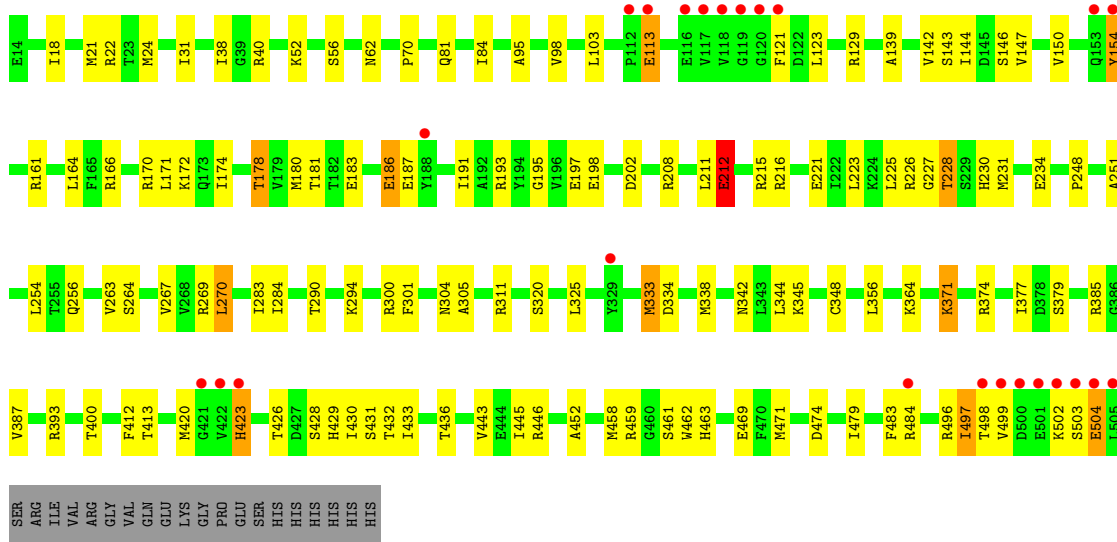 E14 I18 M21 R22 T23 M24 I31 I38 G39 R40 K52 S56 N62 P70 Q81 I84 A95 V98 L103 P112 E113 E116 V117 V118 G119 G120 F121 D122 L123 R129 A139 V142 S143 I144 D145 S146 V147 V150 Q153 Y154
R161 L164 F165 R166 R170 L171 K172 Q173 I174 T178 V179 M180 T181 T182 E183 E186 E187 Y188 I191 A192 R193 Y194 G195 V196 E197 E198 D202 R208 L211 E212 R215 R216 E221 I222 L223 K224 L225 R226 G227 T228 S229 H230 M231 E234 P248 A251
L254 T255 Q256 V263 S264 V267 V268 R269 L270 I283 I284 T290 K294 R300 F301 N304 A305 R311 S320 L325 Y329 M333 D334 M338 N342 L343 L344 K345 C348 L356 K364 K371 R374 I377 D378 S379 R385 G386
V387 R393 T400 F412 T413 M420 G421 V422 H423 T426 D427 S428 H429 I430 S431 T432 I433 T436 V443 E444 I445 R446 A452 M458 R459 G460 S461 W462 H463 E469 F470 M471 D474 I479 F483 R484 R496 I497 T498 V499 D500 E501 K502 S503 E504 L505
SER ARG ILE VAL ARG GLY VAL GLN GLU LYS GLY PRO GLU SER HIS HIS HIS HIS HIS HIS